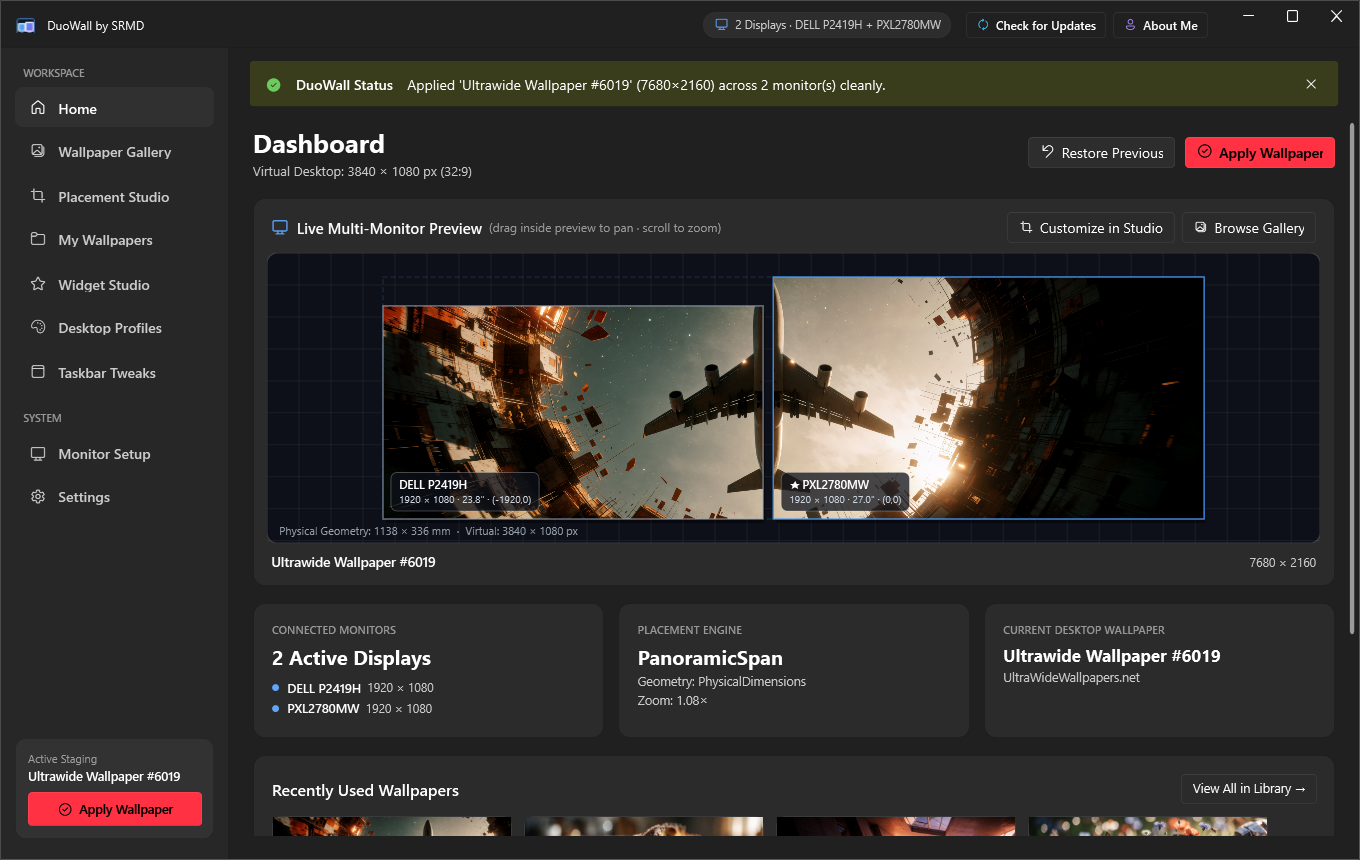 DuoWall by SRMD
2 Displays · DELL P2419H + PXL2780MW
Check for Updates
About Me
WORKSPACE
Home
Wallpaper Gallery
Placement Studio
My Wallpapers
Widget Studio
Desktop Profiles
Taskbar Tweaks
SYSTEM
Monitor Setup
Settings
Active Staging
Ultrawide Wallpaper #6019
Apply Wallpaper
DuoWall Status Applied 'Ultrawide Wallpaper #6019' (7680×2160) across 2 monitor(s) cleanly.
Dashboard
Virtual Desktop: 3840 × 1080 px (32:9)
Restore Previous
Apply Wallpaper
Live Multi-Monitor Preview (drag inside preview to pan · scroll to zoom)
Customize in Studio
Browse Gallery
DELL P2419H
1920 × 1080 · 23.8" · (-1920,0)
★ PXL2780MW
1920 × 1080 · 27.0" · (0,0)
Physical Geometry: 1138 × 336 mm · Virtual: 3840 × 1080 px
Ultrawide Wallpaper #6019
7680 × 2160
CONNECTED MONITORS
2 Active Displays
DELL P2419H 1920 × 1080
PXL2780MW 1920 × 1080
PLACEMENT ENGINE
PanoramicSpan
Geometry: PhysicalDimensions
Zoom: 1.08×
CURRENT DESKTOP WALLPAPER
Ultrawide Wallpaper #6019
UltraWideWallpapers.net
Recently Used Wallpapers
View All in Library →